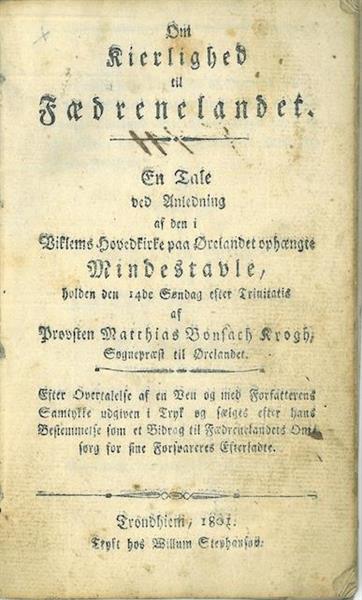 Om
Kierlighed
til
Fædrenelandet.
En Tale
ved Anledning
af den i
Viklems Hovedkirke paa Ørelandet ophængte
Mindestavle,
holden den 14de Søndag efter Trinitatis
af
Provsten Matthias Bonsach Krogh,
Sognepræst til Ørelandet.
Efter Overtalelse af en Ven og med Forfatterens
Samtykke udgiven i Tryk og sælges efter hans
Bestemmelse som et Bidrag til Fædrenelandets Om-
sorg for sine Forsvareres Efterladte.
Trondhiem, 1801.
Trykt hos Willum Stephanson.